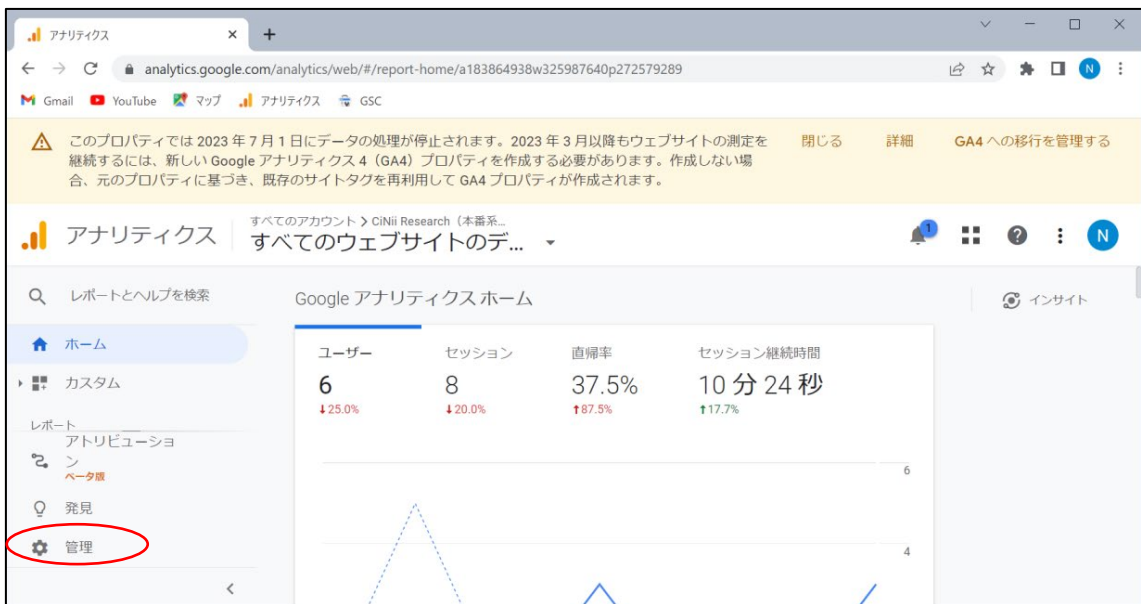 アナリティクス
analytics.google.com/analytics/web/#/report-home/a183864938w325987640p272579289
N
Gmail YouTube マップ アナリティクス GSC
このプロパティでは 2023 年 7 月 1 日にデータの処理が停止されます。2023 年 3 月以降もウェブサイトの測定を
継続するには、新しい Google アナリティクス 4（GA4）プロパティを作成する必要があります。作成しない場
合、元のプロパティに基づき、既存のサイトタグを再利用して GA4 プロパティが作成されます。
閉じる 詳細 GA4 への移行を管理する
アナリティクス
すべてのアカウント > CiNii Research（本番系...
すべてのウェブサイトのデ...
1
N
レポートとヘルプを検索
ホーム
カスタム
レポート
アトリビューショ
ン
ベータ版
発見
管理
Google アナリティクス ホーム
インサイト
ユーザー セッション 直帰率 セッション継続時間
6 8 37.5% 10 分 24 秒
↓25.0% ↓20.0% ↑87.5% ↑17.7%
6
4